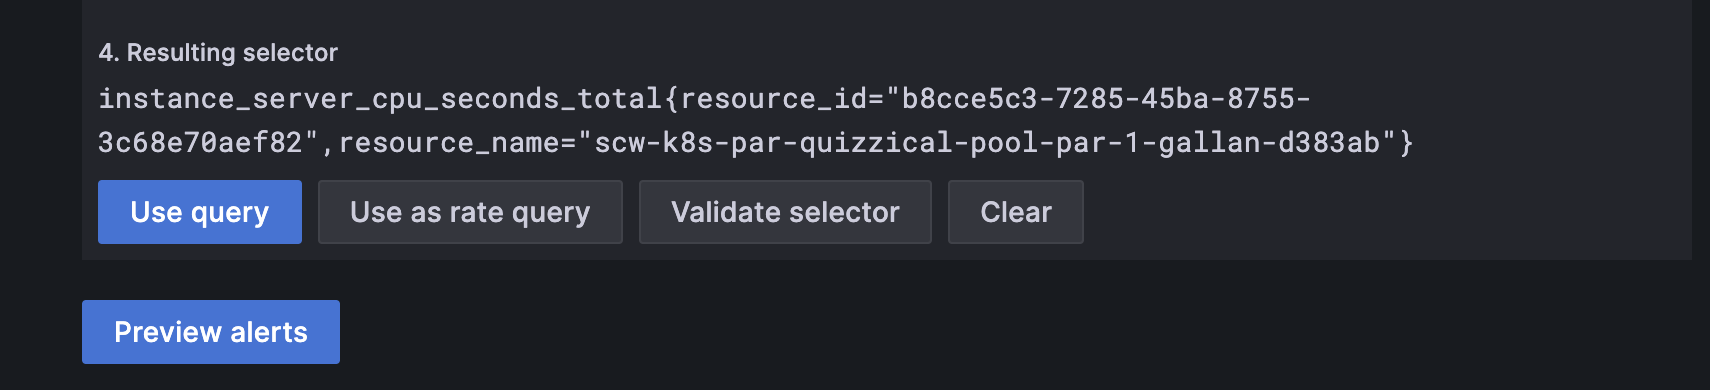 4. Resulting selector
instance_server_cpu_seconds_total{resource_id="b8cce5c3-7285-45ba-8755-
3c68e70aef82",resource_name="scw-k8s-par-quizzical-pool-par-1-gallan-d383ab"}
Use query
Use as rate query
Validate selector
Clear
Preview alerts